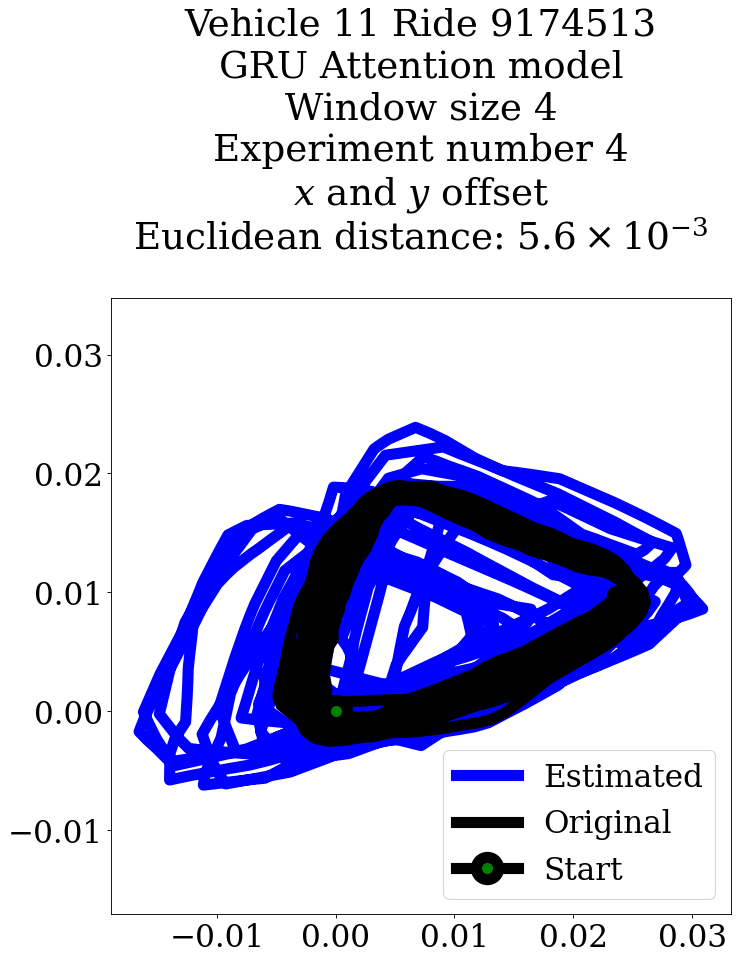 Vehicle 11 Ride 9174513
GRU Attention model
Window size 4
Experiment number 4
x and y offset
Euclidean distance: 5.6 × 10⁻³
0.03
0.02
0.01
0.00
−0.01
Estimated
Original
Start
−0.01 0.00 0.01 0.02 0.03